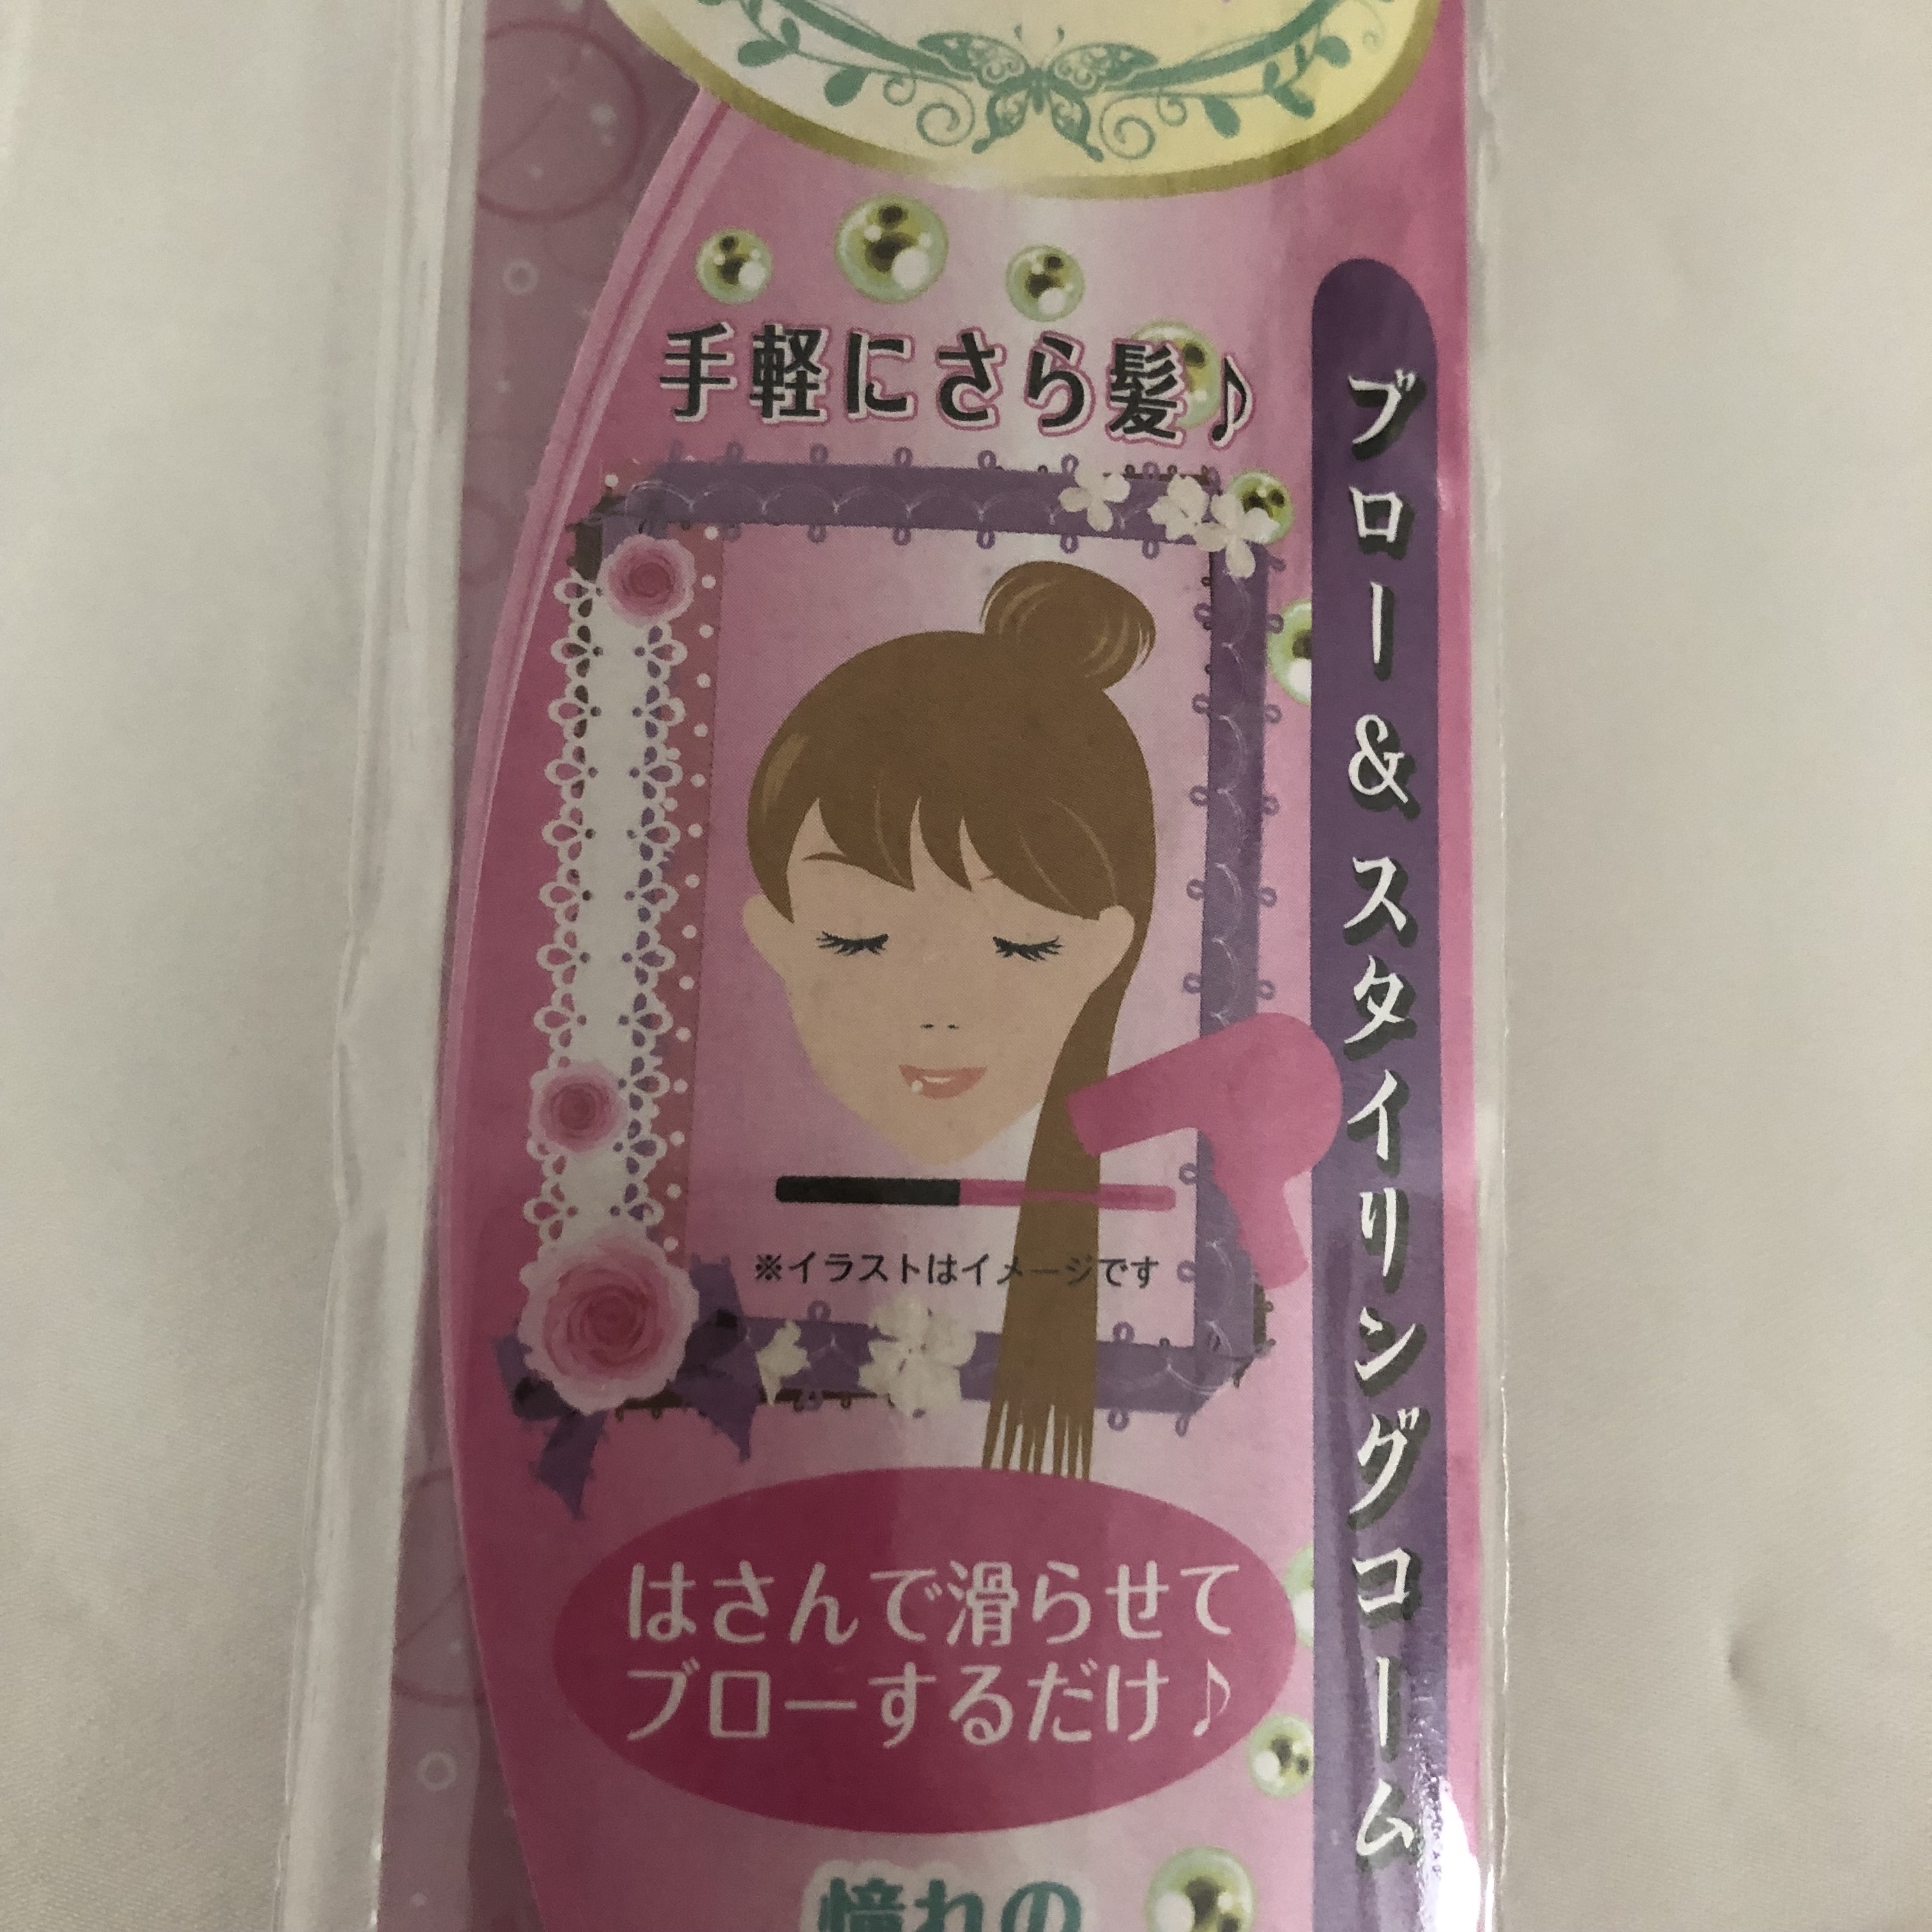 手軽にさら髪♪
ブロー&スタイリングコーム
※イラストはイメージです
はさんで滑らせて
ブローするだけ♪
憧れの